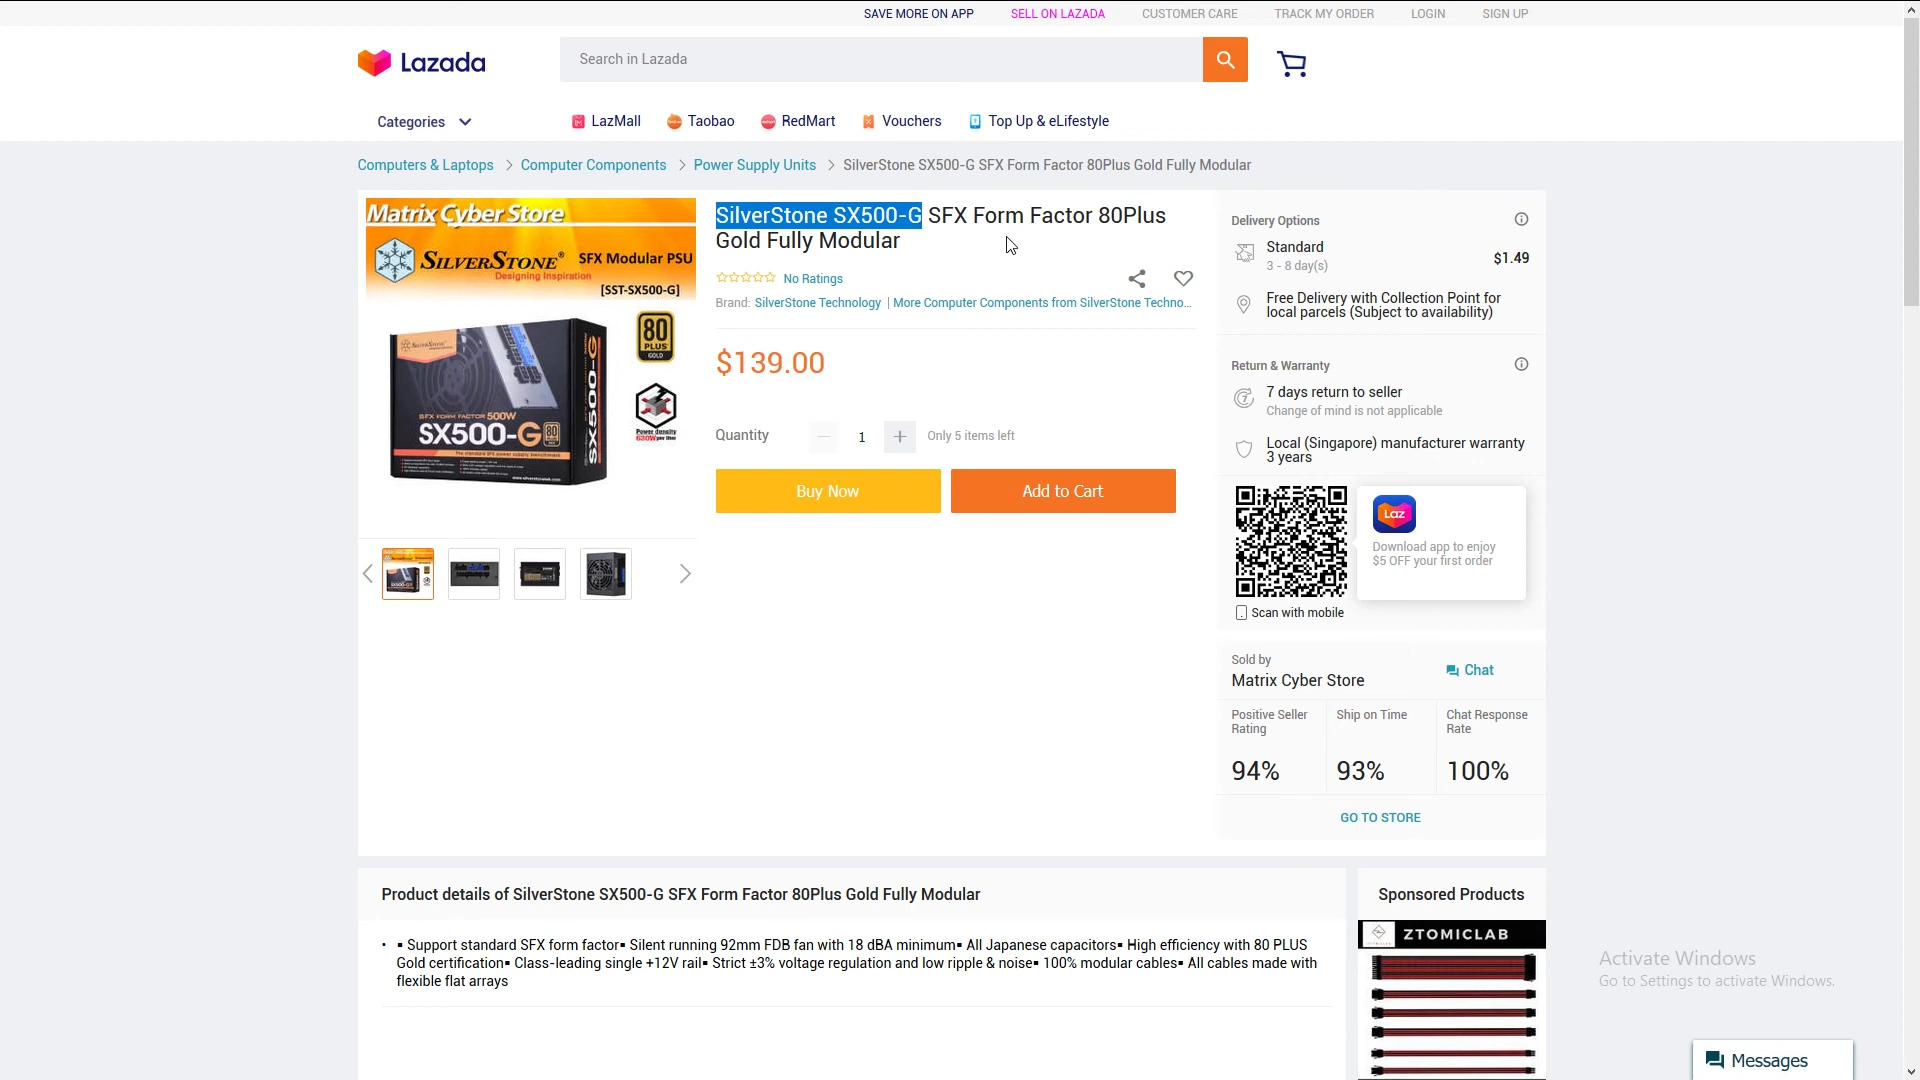 SAVE MORE ON APP
SELL ON LAZADA
CUSTOMER CARE
TRACK MY ORDER
LOGIN
SIGN UP
Lazada
Search in Lazada
Categories
LazMall
Taobao
RedMart
Vouchers
Top Up & eLifestyle
Computers & Laptops > Computer Components > Power Supply Units > SilverStone SX500-G SFX Form Factor 80Plus Gold Fully Modular
Matrix Cyber Store
SILVERSTONE®
Designing Inspiration
SFX Modular PSU
[SST-SX500-G]
80
PLUS
GOLD
SILVERSTONE
SFX FORM FACTOR 500W
SX500-G
SX500-G
Power density
630W per liter
SilverStone SX500-G SFX Form Factor 80Plus
Gold Fully Modular
No Ratings
Brand: SilverStone Technology | More Computer Components from SilverStone Techno...
$139.00
Quantity
1
Only 5 items left
Buy Now
Add to Cart
Delivery Options
Standard
3 - 8 day(s)
$1.49
Free Delivery with Collection Point for
local parcels (Subject to availability)
Return & Warranty
7 days return to seller
Change of mind is not applicable
Local (Singapore) manufacturer warranty
3 years
Laz
Download app to enjoy
$5 OFF your first order
Scan with mobile
Sold by
Matrix Cyber Store
Chat
Positive Seller
Rating
94%
Ship on Time
93%
Chat Response
Rate
100%
GO TO STORE
Product details of SilverStone SX500-G SFX Form Factor 80Plus Gold Fully Modular
• ▪ Support standard SFX form factor▪ Silent running 92mm FDB fan with 18 dBA minimum▪ All Japanese capacitors▪ High efficiency with 80 PLUS
Gold certification▪ Class-leading single +12V rail▪ Strict ±3% voltage regulation and low ripple & noise▪ 100% modular cables▪ All cables made with
flexible flat arrays
Sponsored Products
ZTOMICLAB
Activate Windows
Go to Settings to activate Windows.
Messages